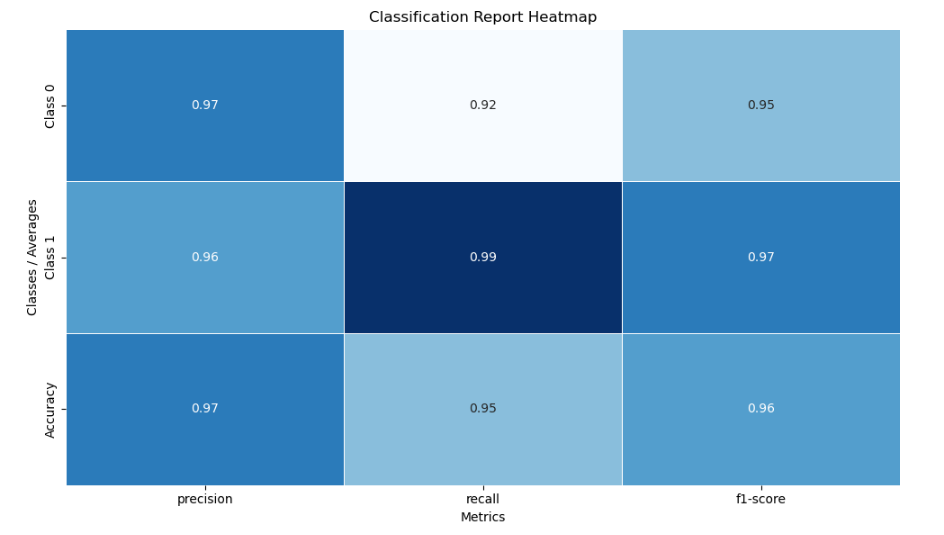 Classification Report Heatmap
Classes / Averages
Class 0
0.97 0.92 0.95
Class 1
0.96 0.99 0.97
Accuracy
0.97 0.95 0.96
precision recall f1-score
Metrics